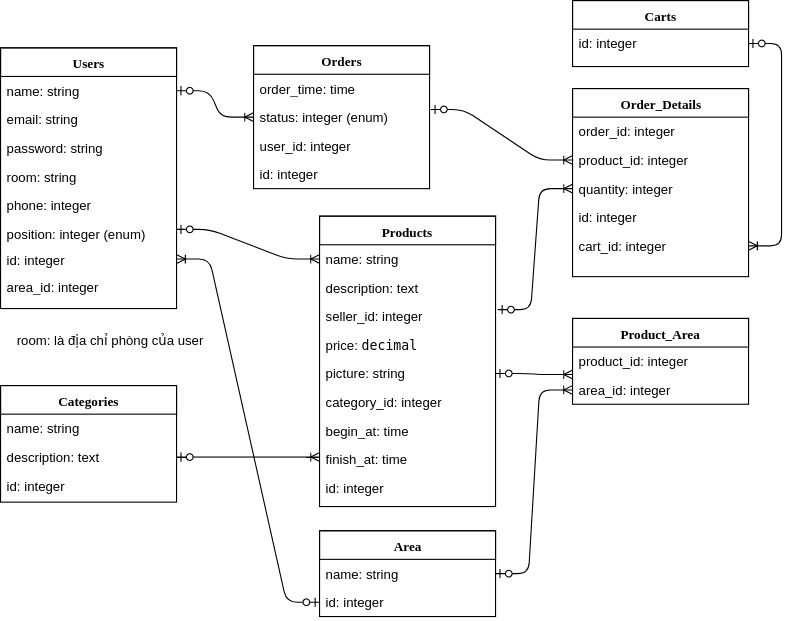 Users
name: string
email: string
password: string
room: string
phone: integer
position: integer (enum)
id: integer
area_id: integer
room: là địa chỉ phòng của user
Categories
name: string
description: text
id: integer
Orders
order_time: time
status: integer (enum)
user_id: integer
id: integer
Products
name: string
description: text
seller_id: integer
price: decimal
picture: string
category_id: integer
begin_at: time
finish_at: time
id: integer
Area
name: string
id: integer
Carts
id: integer
Order_Details
order_id: integer
product_id: integer
quantity: integer
id: integer
cart_id: integer
Product_Area
product_id: integer
area_id: integer